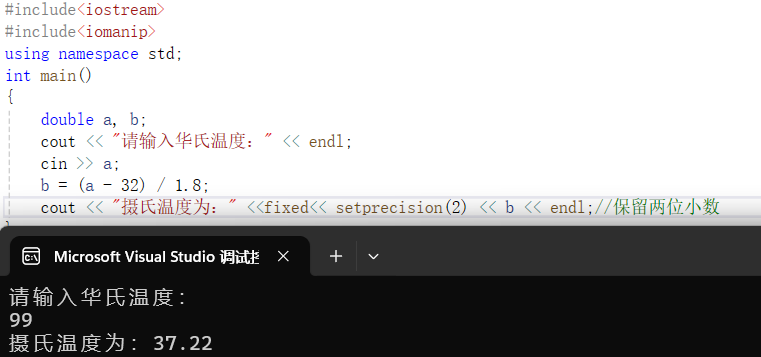 #include<iostream>
#include<iomanip>
using namespace std;
int main()
{
double a, b;
cout << "请输入华氏温度：" << endl;
cin >> a;
b = (a - 32) / 1.8;
cout << "摄氏温度为：" <<fixed<< setprecision(2) << b << endl;//保留两位小数
Microsoft Visual Studio 调试
请输入华氏温度：
99
摄氏温度为：37.22